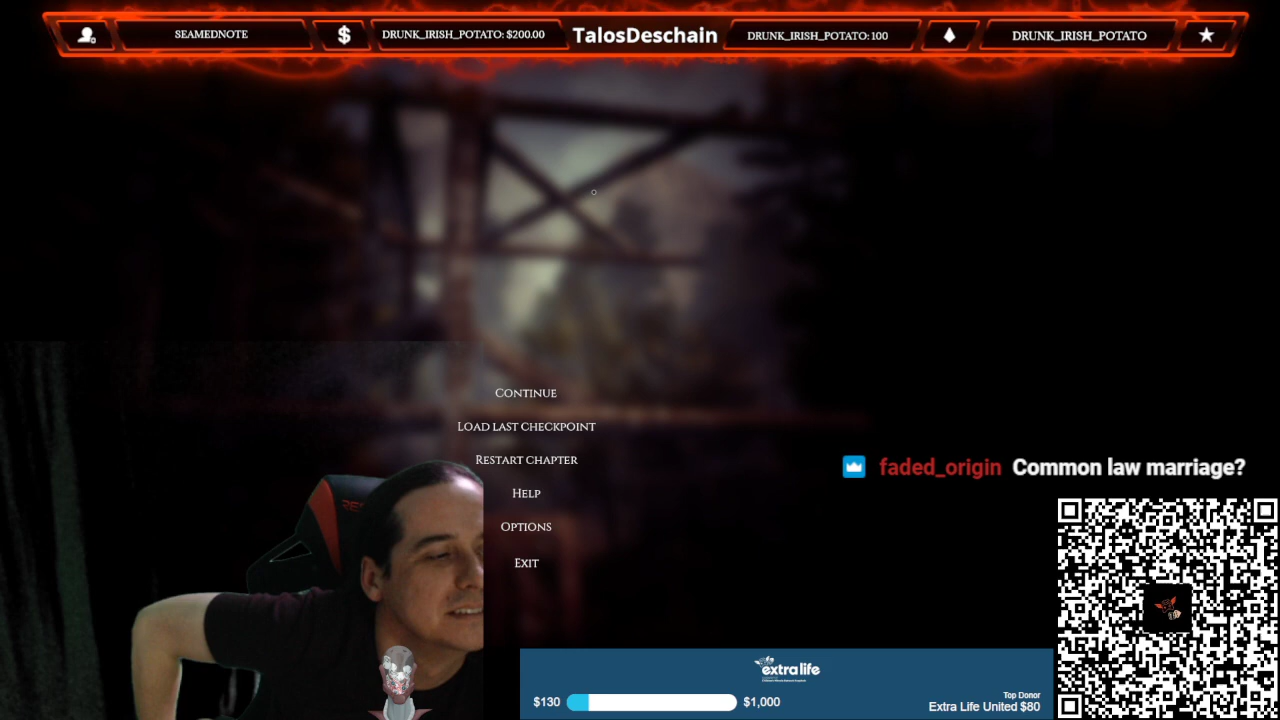 SEAMEDNOTE
$
DRUNK_IRISH_POTATO: $200.00
TalosDeschain
DRUNK_IRISH_POTATO: 100
DRUNK_IRISH_POTATO
Continue
Load last checkpoint
Restart chapter
Help
Options
Exit
faded_origin Common law marriage?
extra life
$130
$1,000
Top Donor
Extra Life United $80